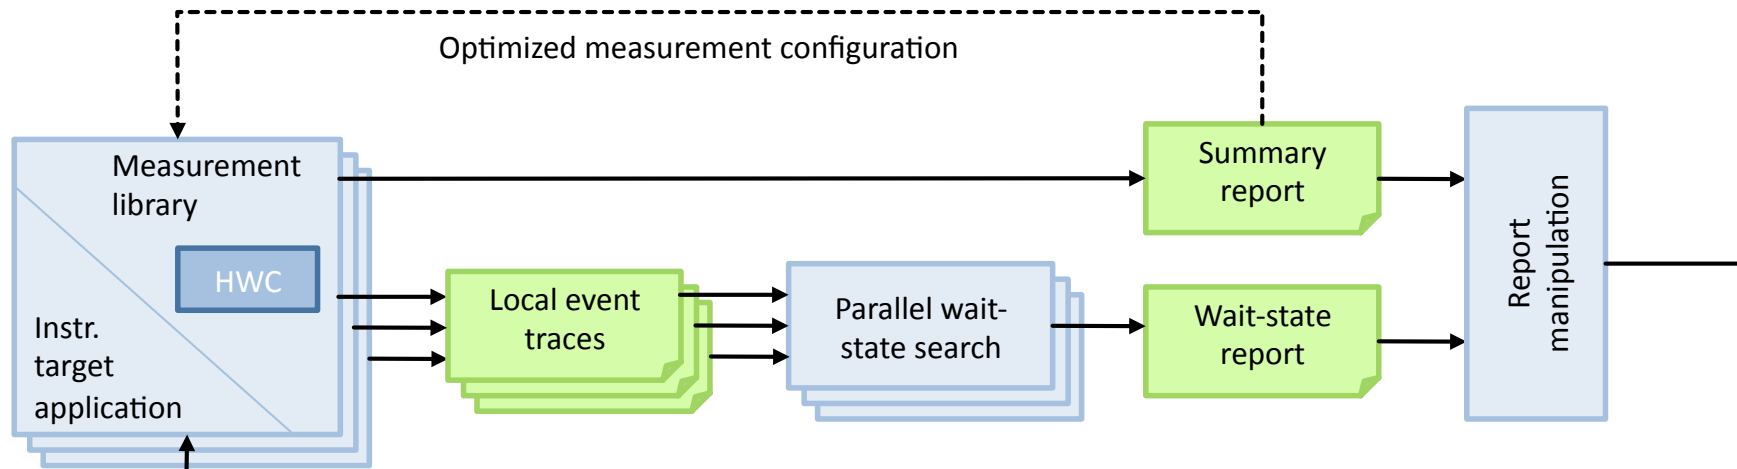 Optimized measurement configuration
Measurement
library
HWC
Instr.
target
application
Local event
traces
Parallel wait-
state search
Summary
report
Wait-state
report
Report
manipulation